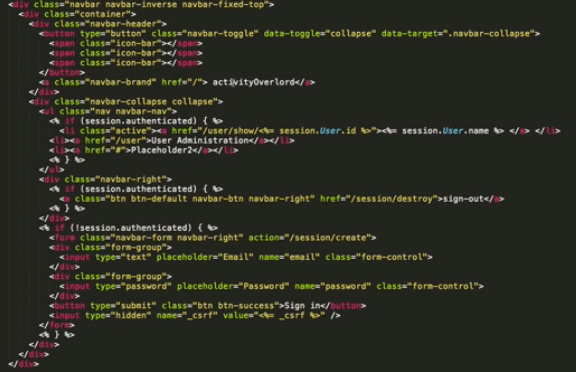 <div class="navbar navbar-inverse navbar-fixed-top">
<div class="container">
<div class="navbar-header">
<button type="button" class="navbar-toggle" data-toggle="collapse" data-target=".navbar-collapse">
<span class="icon-bar"></span>
<span class="icon-bar"></span>
<span class="icon-bar"></span>
</button>
<a class="navbar-brand" href="/"> activityOverlord</a>
</div>
<div class="navbar-collapse collapse">
<ul class="nav navbar-nav">
<% if (session.authenticated) { %>
<li class="active"><a href="/user/show/<%= session.User.id %>"><%= session.User.name %> </a> </li>
<li><a href="/user">User Administration</a></li>
<li><a href="#">Placeholder2</a></li>
<% } %>
</ul>
<div class="navbar-right">
<% if (session.authenticated) { %>
<a class="btn btn-default navbar-btn navbar-right" href="/session/destroy">sign-out</a>
<% } %>
</div>
<% if (!session.authenticated) { %>
<form class="navbar-form navbar-right" action="/session/create">
<div class="form-group">
<input type="text" placeholder="Email" name="email" class="form-control">
</div>
<div class="form-group">
<input type="password" placeholder="Password" name="password" class="form-control">
</div>
<button type="submit" class="btn btn-success">Sign in</button>
<input type="hidden" name="_csrf" value="<%= _csrf %>" />
</form>
<% } %>
</div>
</div>
</div>